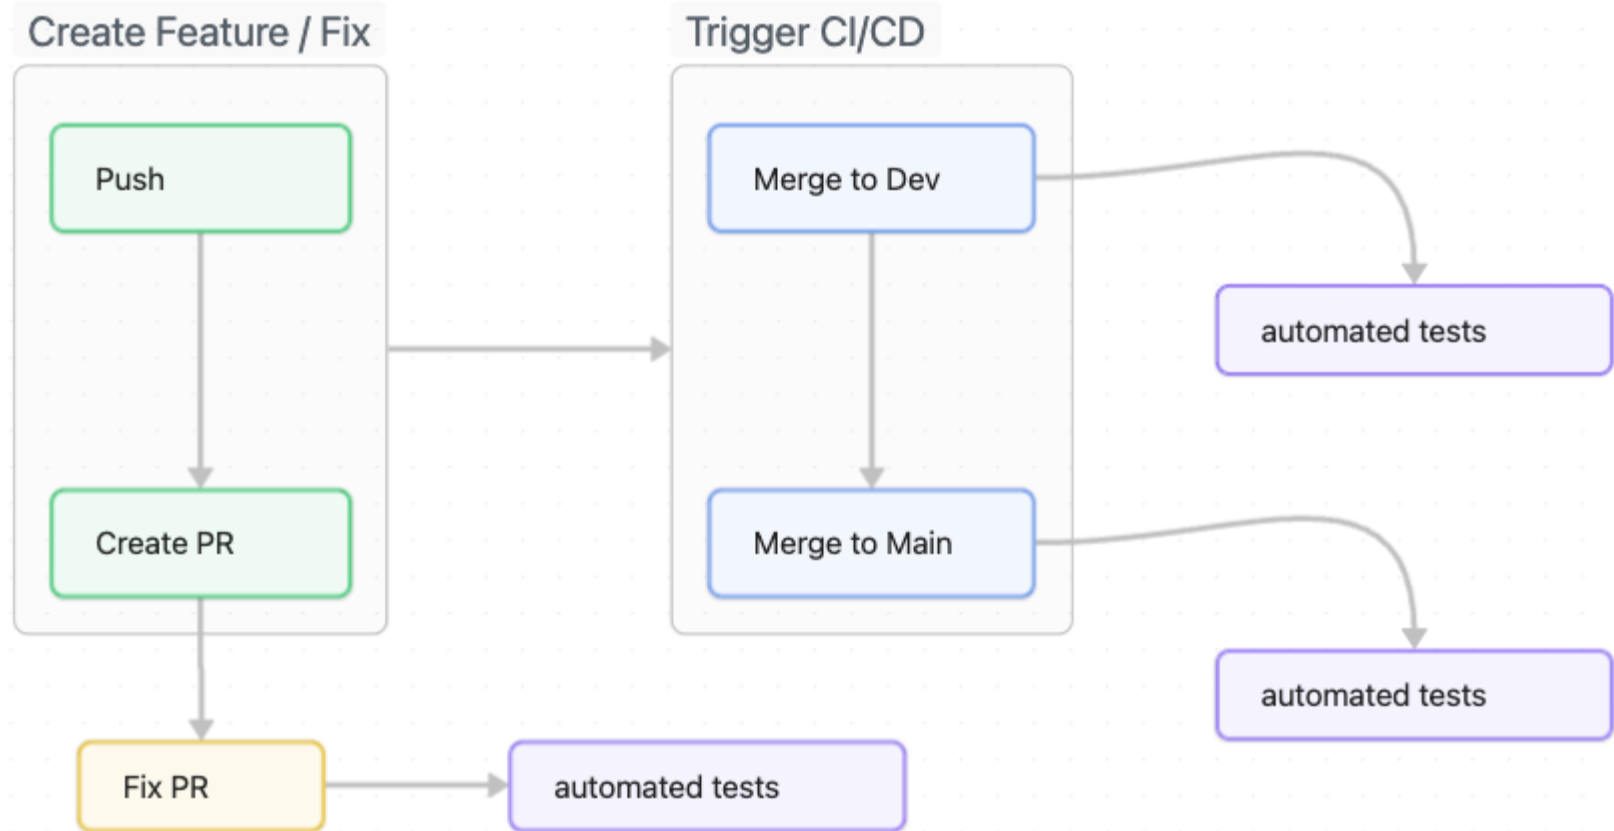 Create Feature / Fix
Trigger CI/CD
Push
Merge to Dev
automated tests
Create PR
Merge to Main
automated tests
Fix PR
automated tests